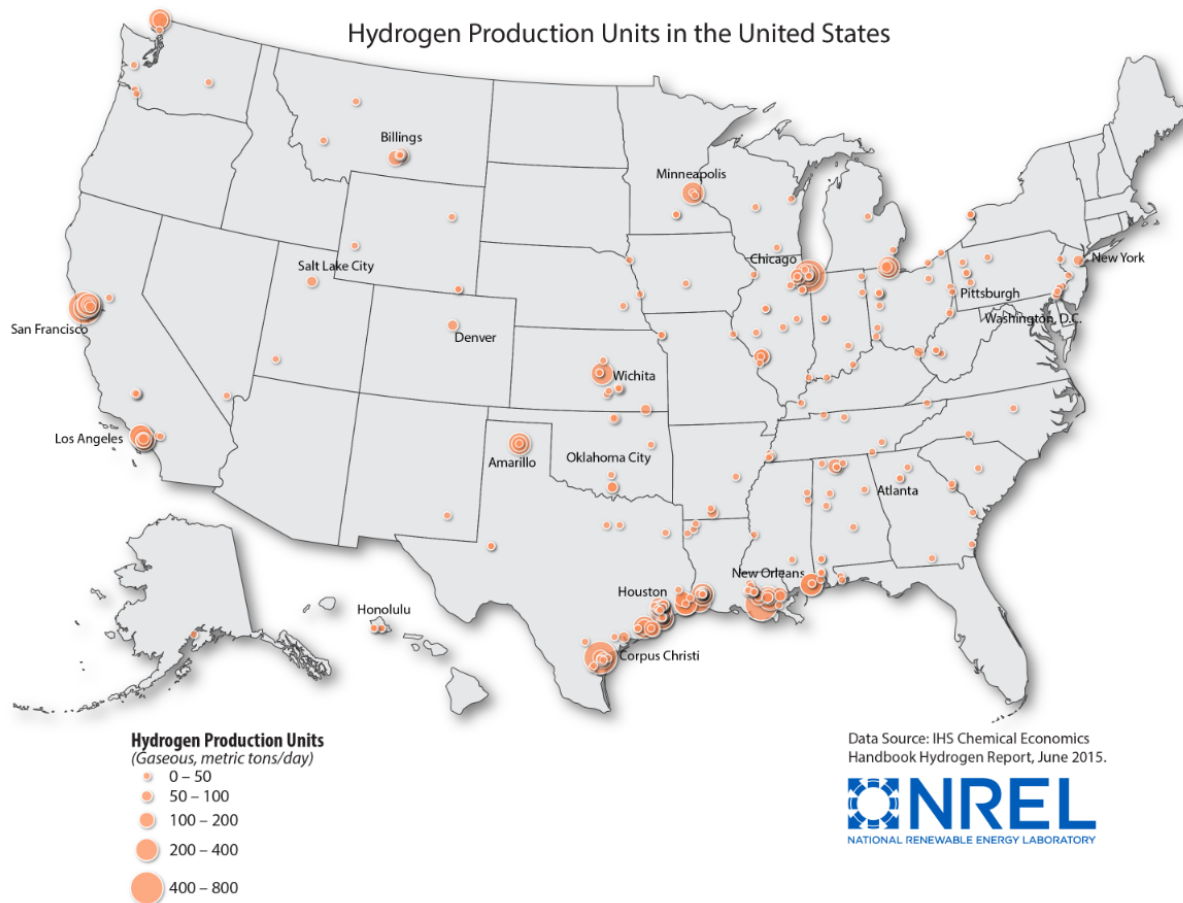 Hydrogen Production Units in the United States
Billings
Minneapolis
Chicago
New York
Salt Lake City
Pittsburgh
San Francisco
Denver
Washington, D.C.
Wichita
Los Angeles
Amarillo
Oklahoma City
Atlanta
New Orleans
Houston
Honolulu
Corpus Christi
Hydrogen Production Units
(Gaseous, metric tons/day)
0 – 50
50 – 100
100 – 200
200 – 400
400 – 800
Data Source: IHS Chemical Economics
Handbook Hydrogen Report, June 2015.
NREL
NATIONAL RENEWABLE ENERGY LABORATORY